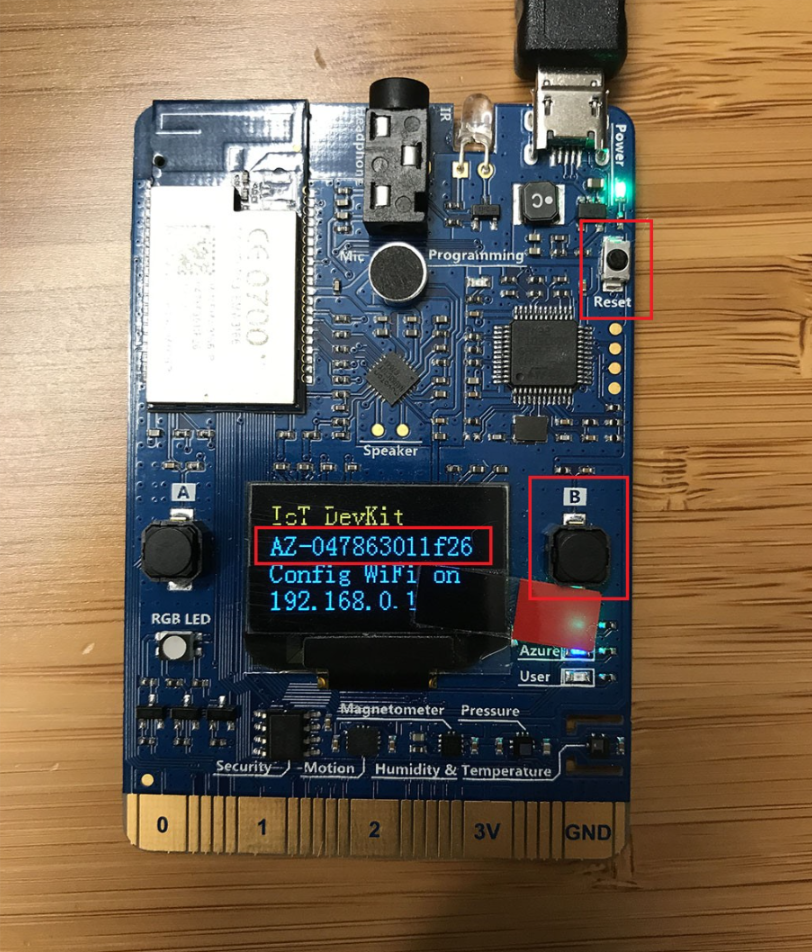 Headphone
IR
Power
°C
CE0700
Mic
Programming
Reset
Speaker
A
B
IoT DevKit
AZ-047863011f26
Config WiFi on
192.168.0.1
RGB LED
Azure
User
Magnetometer
Pressure
Security
Motion
Humidity & Temperature
0
1
2
3V
GND